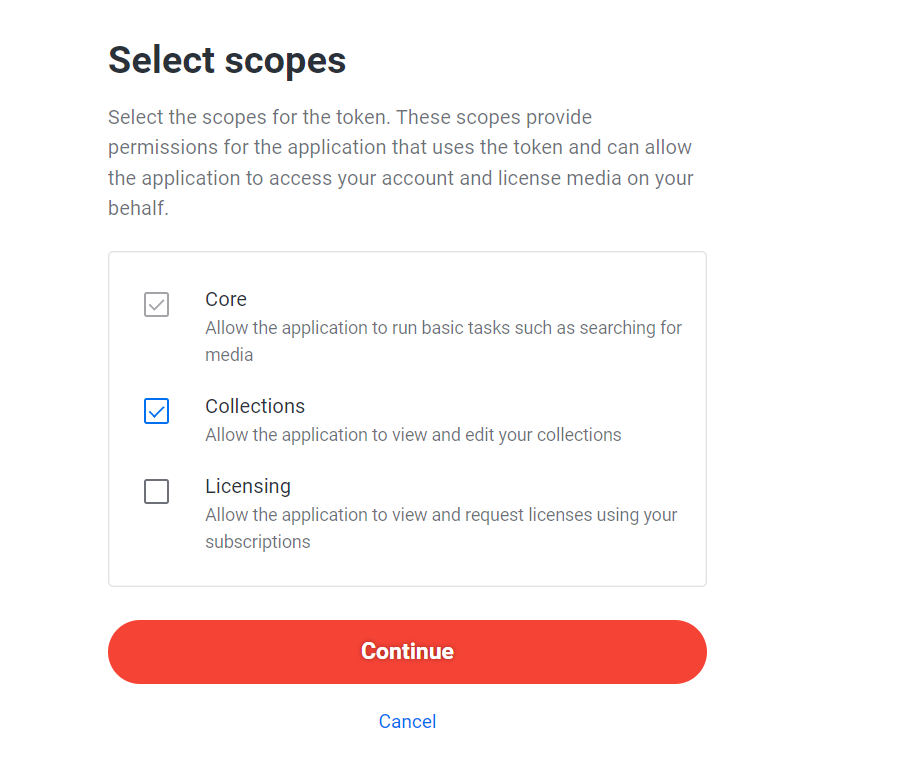 Select scopes
Select the scopes for the token. These scopes provide
permissions for the application that uses the token and can allow
the application to access your account and license media on your
behalf.
Core
Allow the application to run basic tasks such as searching for
media
Collections
Allow the application to view and edit your collections
Licensing
Allow the application to view and request licenses using your
subscriptions
Continue
Cancel